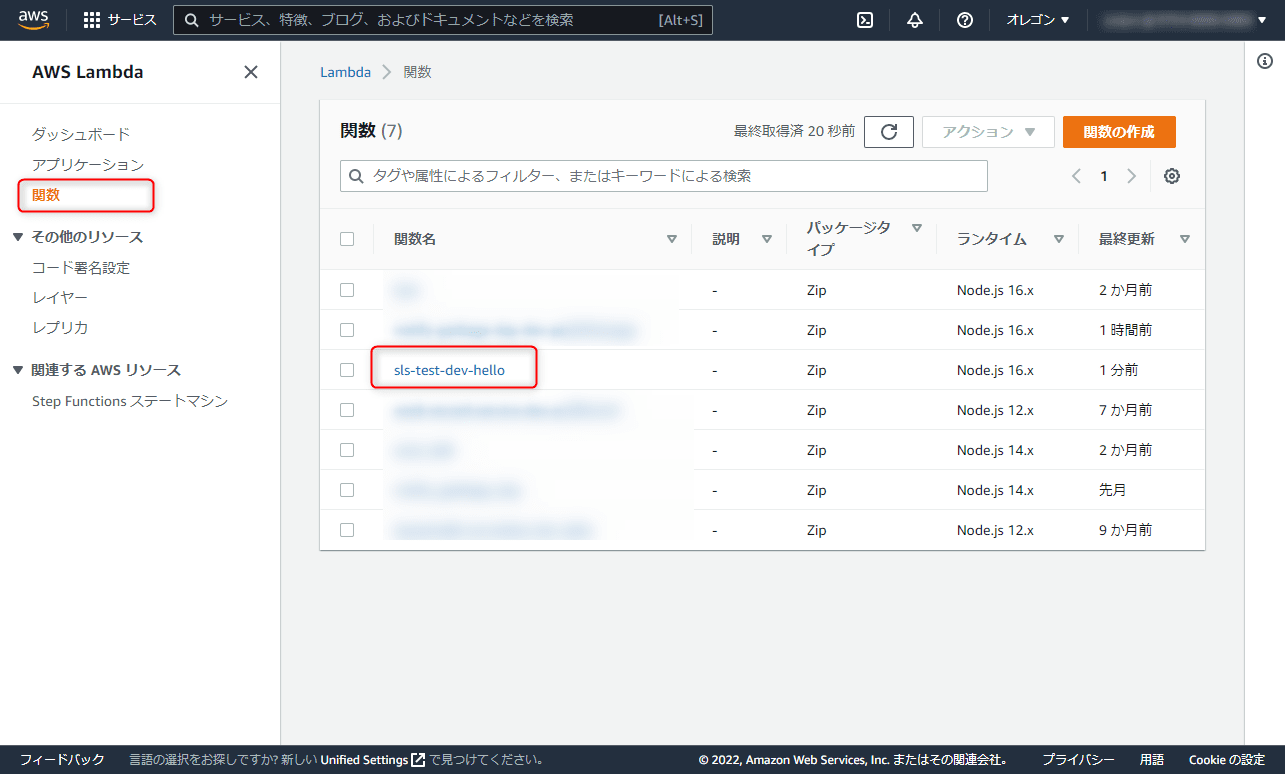 aws
サービス
サービス、特徴、ブログ、およびドキュメントなどを検索
[Alt+S]
オレゴン
AWS Lambda
ダッシュボード
アプリケーション
関数
その他のリソース
コード署名設定
レイヤー
レプリカ
関連する AWS リソース
Step Functions ステートマシン
Lambda
関数
関数 (7)
最終取得済 20 秒前
アクション
関数の作成
タグや属性によるフィルター、またはキーワードによる検索
1
関数名 説明 パッケージタイプ ランタイム 最終更新
- Zip Node.js 16.x 2 か月前
- Zip Node.js 16.x 1 時間前
sls-test-dev-hello - Zip Node.js 16.x 1 分前
- Zip Node.js 12.x 7 か月前
- Zip Node.js 14.x 2 か月前
- Zip Node.js 14.x 先月
- Zip Node.js 12.x 9 か月前
フィードバック
言語の選択をお探しですか? 新しい Unified Settings で見つけてください。
© 2022, Amazon Web Services, Inc. またはその関連会社。
プライバシー
用語
Cookie の設定